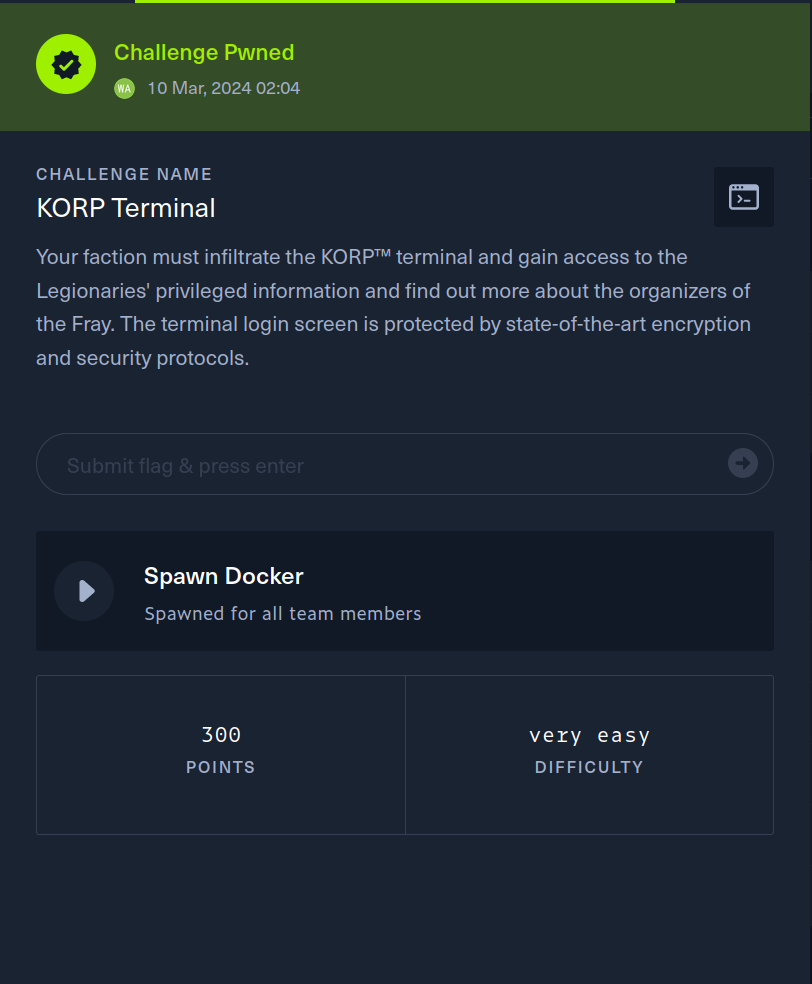 Challenge Pwned
WA 10 Mar, 2024 02:04
CHALLENGE NAME
KORP Terminal
Your faction must infiltrate the KORP™ terminal and gain access to the
Legionaries' privileged information and find out more about the organizers of
the Fray. The terminal login screen is protected by state-of-the-art encryption
and security protocols.
Submit flag & press enter
Spawn Docker
Spawned for all team members
300
POINTS
very easy
DIFFICULTY